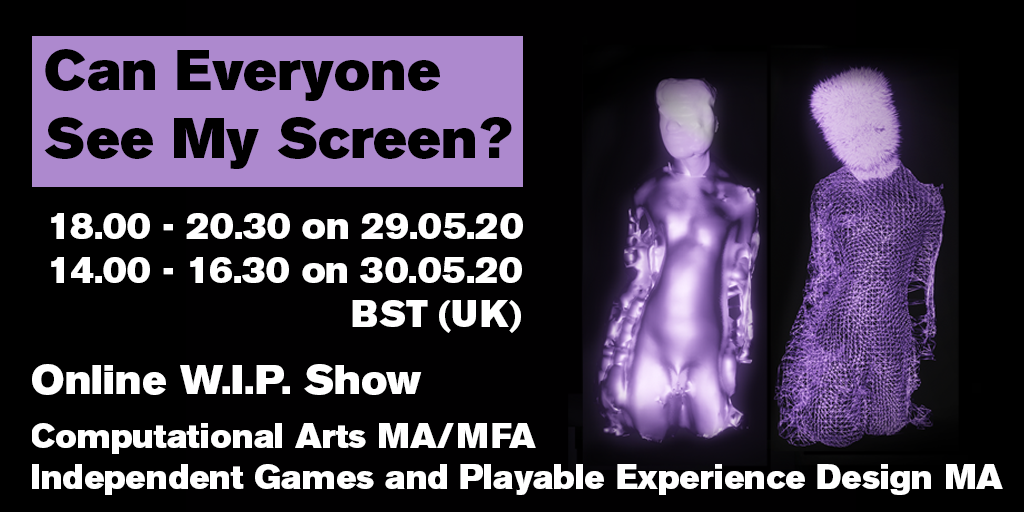 Can Everyone
See My Screen?
18.00 - 20.30 on 29.05.20
14.00 - 16.30 on 30.05.20
BST (UK)
Online W.I.P. Show
Computational Arts MA/MFA
Independent Games and Playable Experience Design MA